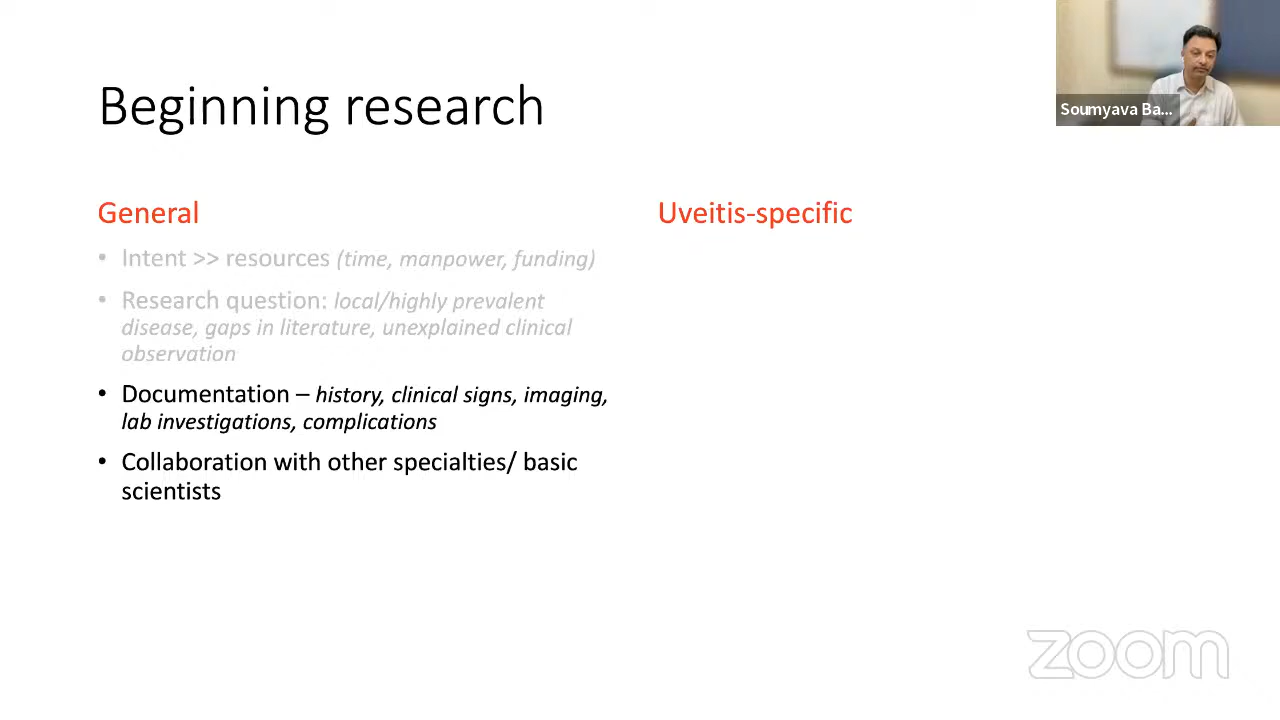 Beginning research
Soumyava Ba...
General
• Intent >> resources (time, manpower, funding)
• Research question: local/highly prevalent
disease, gaps in literature, unexplained clinical
observation
• Documentation – history, clinical signs, imaging,
lab investigations, complications
• Collaboration with other specialties/ basic
scientists
Uveitis-specific
zoom